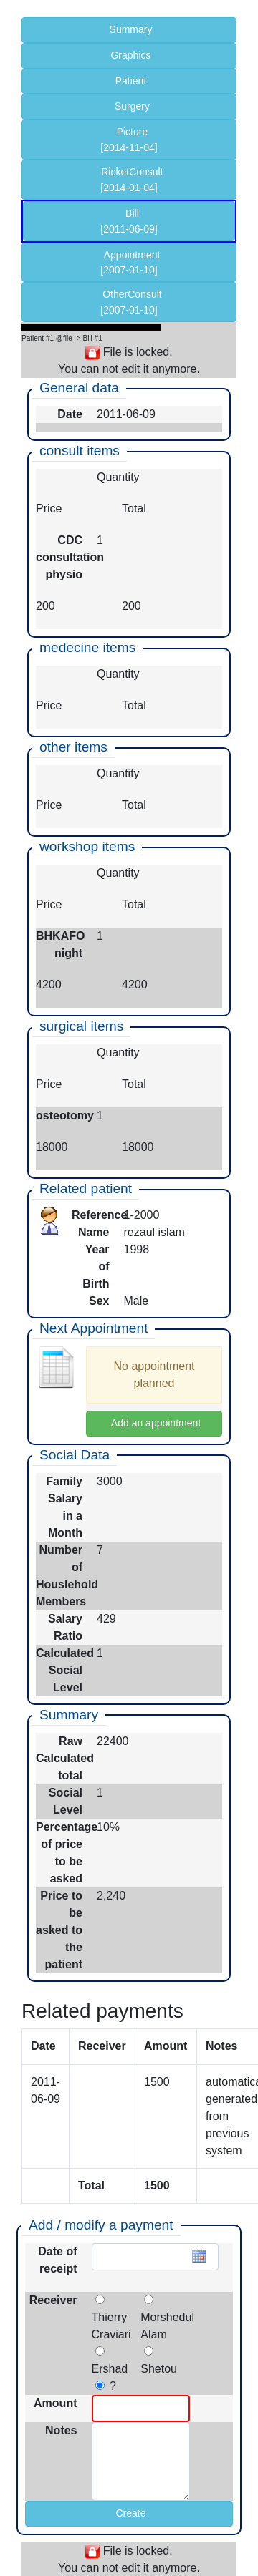 Summary
Graphics
Patient
Surgery
Picture
[2014-11-04]
RicketConsult
[2014-01-04]
Bill
[2011-06-09]
Appointment
[2007-01-10]
OtherConsult
[2007-01-10]
Patient #1 @file -> Bill #1
File is locked.
You can not edit it anymore.
General data
Date 2011-06-09
consult items
Quantity
Price Total
CDC 1
consultation
physio
200 200
medecine items
Quantity
Price Total
other items
Quantity
Price Total
workshop items
Quantity
Price Total
BHKAFO 1
night
4200 4200
surgical items
Quantity
Price Total
osteotomy 1
18000 18000
Related patient
Reference 1-2000
Name rezaul islam
Year 1998
of
Birth
Sex Male
Next Appointment
No appointment
planned
Add an appointment
Social Data
Family 3000
Salary
in a
Month
Number 7
of
Houslehold
Members
Salary 429
Ratio
Calculated 1
Social
Level
Summary
Raw 22400
Calculated
total
Social 1
Level
Percentage 10%
of price
to be
asked
Price to 2,240
be
asked to
the
patient
Related payments
Date Receiver Amount Notes
2011- 1500 automatica
06-09 generated
from
previous
system
Total 1500
Add / modify a payment
Date of
receipt
Receiver
Thierry Morshedul
Craviari Alam
Ershad Shetou
?
Amount
Notes
Create
File is locked.
You can not edit it anymore.